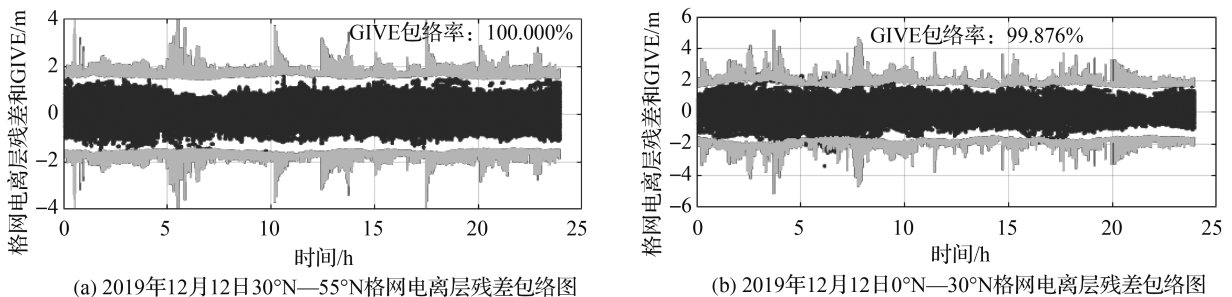 格网电离层残差和GIVE/m
4
2
0
−2
−4
GIVE包络率：100.000%
0 5 10 15 20 25
时间/h
(a) 2019年12月12日30°N—55°N格网电离层残差包络图
格网电离层残差和GIVE/m
6
4
2
0
−2
−4
−6
GIVE包络率：99.876%
0 5 10 15 20 25
时间/h
(b) 2019年12月12日0°N—30°N格网电离层残差包络图